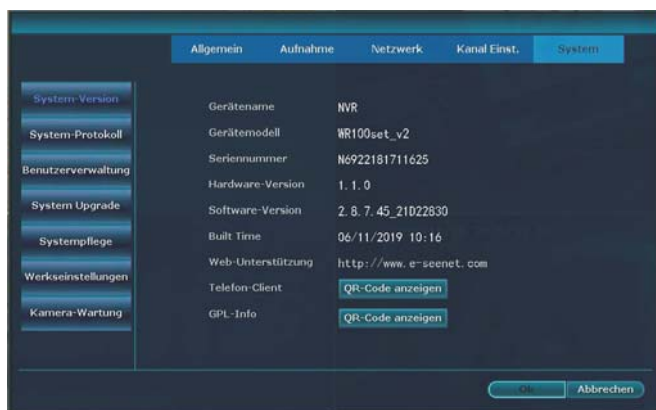 Allgemein Aufnahme Netzwerk Kanal Einst. System
System-Version
System-Protokoll
Benutzerverwaltung
System Upgrade
Systempflege
Werkseinstellungen
Kamera-Wartung
Gerätename NVR
Gerätemodell WR100set_v2
Seriennummer N6922181711625
Hardware-Version 1.1.0
Software-Version 2.8.7.45_21D22830
Built Time 06/11/2019 10:16
Web-Unterstützung http://www.e-seenet.com
Telefon-Client QR-Code anzeigen
GPL-Info QR-Code anzeigen
Ok Abbrechen